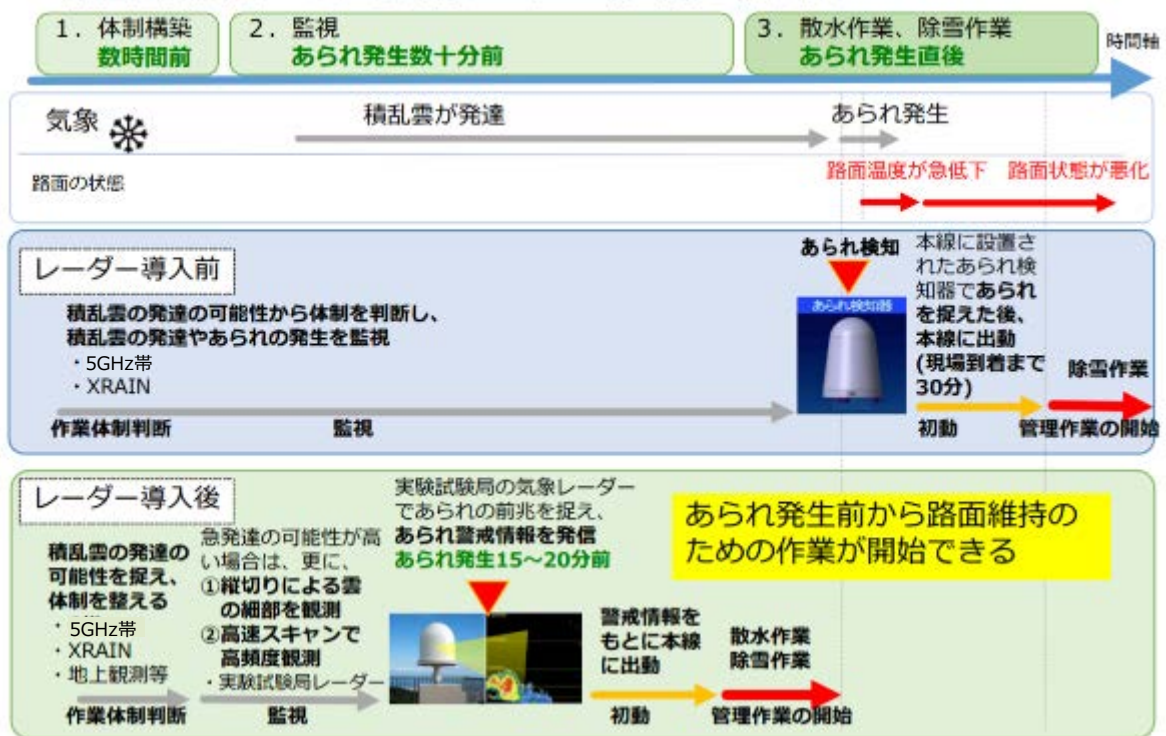 1．体制構築
数時間前
2．監視
あられ発生数十分前
3．散水作業、除雪作業
あられ発生直後
時間軸
気象
積乱雲が発達
あられ発生
路面の状態
路面温度が急低下
路面状態が悪化
レーダー導入前
積乱雲の発達の可能性から体制を判断し、
積乱雲の発達やあられの発生を監視
・5GHz帯
・XRAIN
作業体制判断
監視
あられ検知
あられ検知器
本線に設置さ
れたあられ検
知器であられ
を捉えた後、
本線に出動
(現場到着まで
30分)
初動
除雪作業
管理作業の開始
レーダー導入後
積乱雲の発達の
可能性を捉え、
体制を整える
・5GHz帯
・XRAIN
・地上観測等
作業体制判断
急発達の可能性が高
い場合は、更に、
①縦切りによる雲
の細部を観測
②高速スキャンで
高頻度観測
・実験試験局レーダー
監視
実験試験局の気象レーダー
であられの前兆を捉え、
あられ警戒情報を発信
あられ発生15～20分前
警戒情報を
もとに本線
に出動
初動
散水作業
除雪作業
管理作業の開始
あられ発生前から路面維持の
ための作業が開始できる